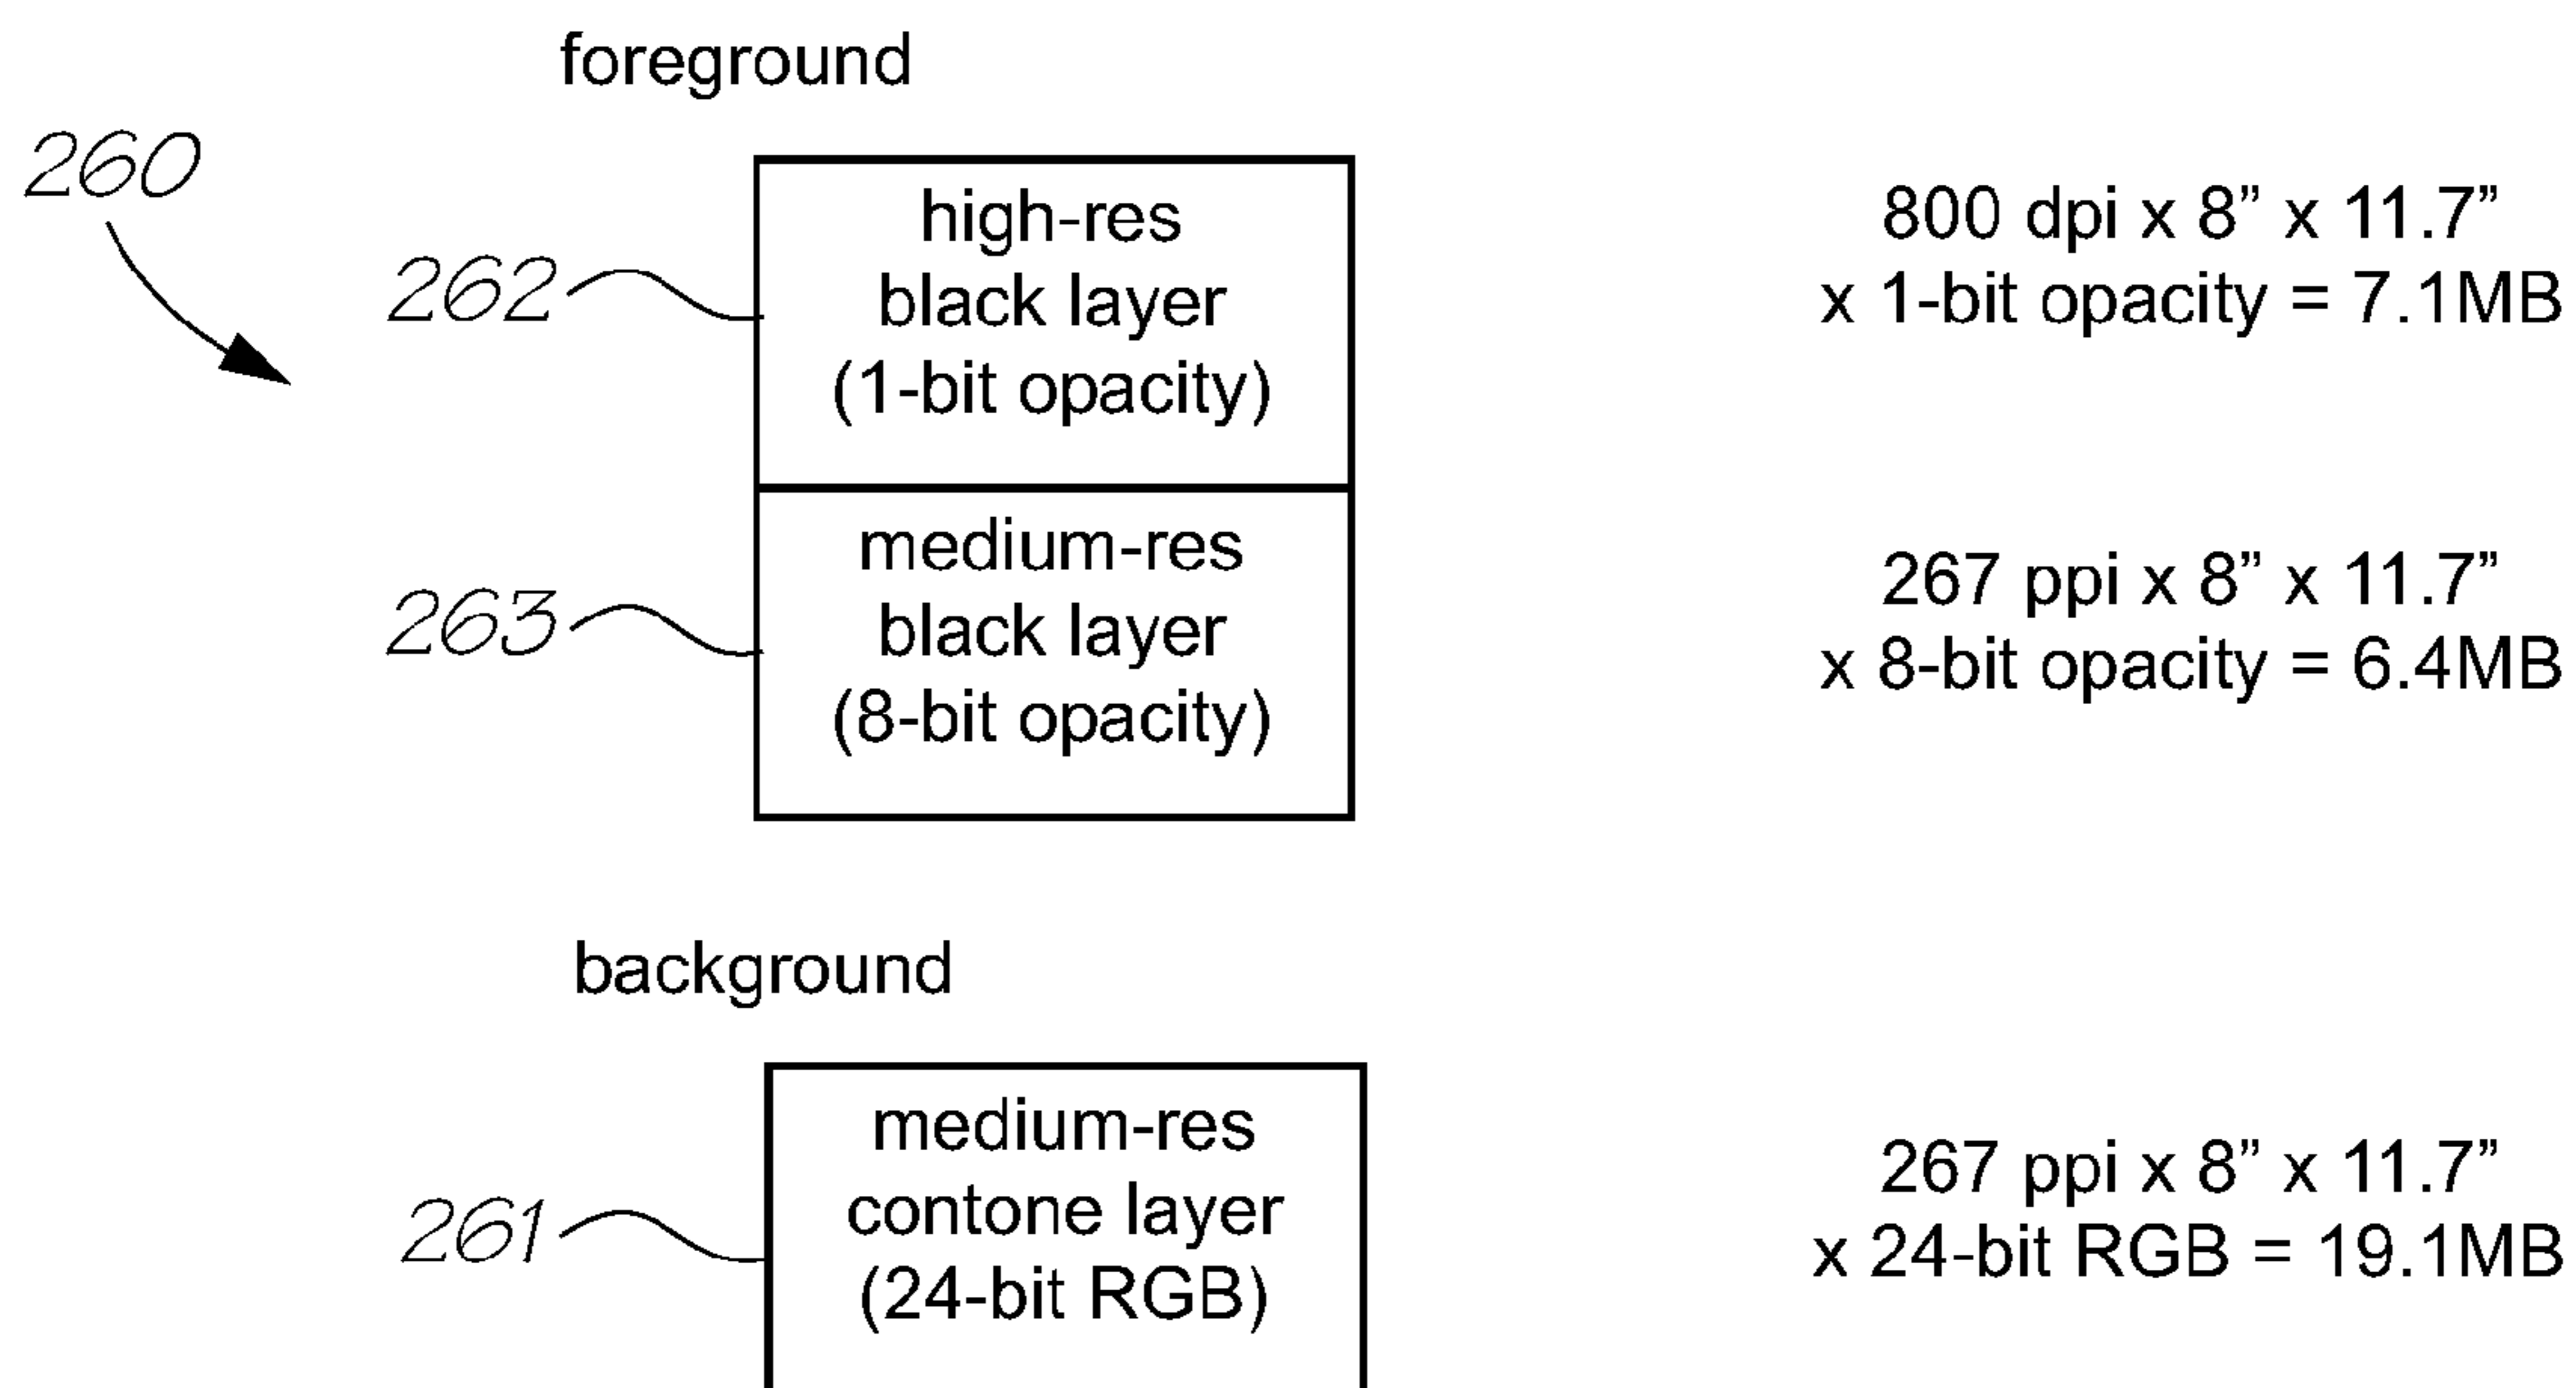 foreground
260
262
high-res
black layer
(1-bit opacity)
800 dpi x 8” x 11.7”
x 1-bit opacity = 7.1MB
263
medium-res
black layer
(8-bit opacity)
267 ppi x 8” x 11.7”
x 8-bit opacity = 6.4MB
background
261
medium-res
contone layer
(24-bit RGB)
267 ppi x 8” x 11.7”
x 24-bit RGB = 19.1MB